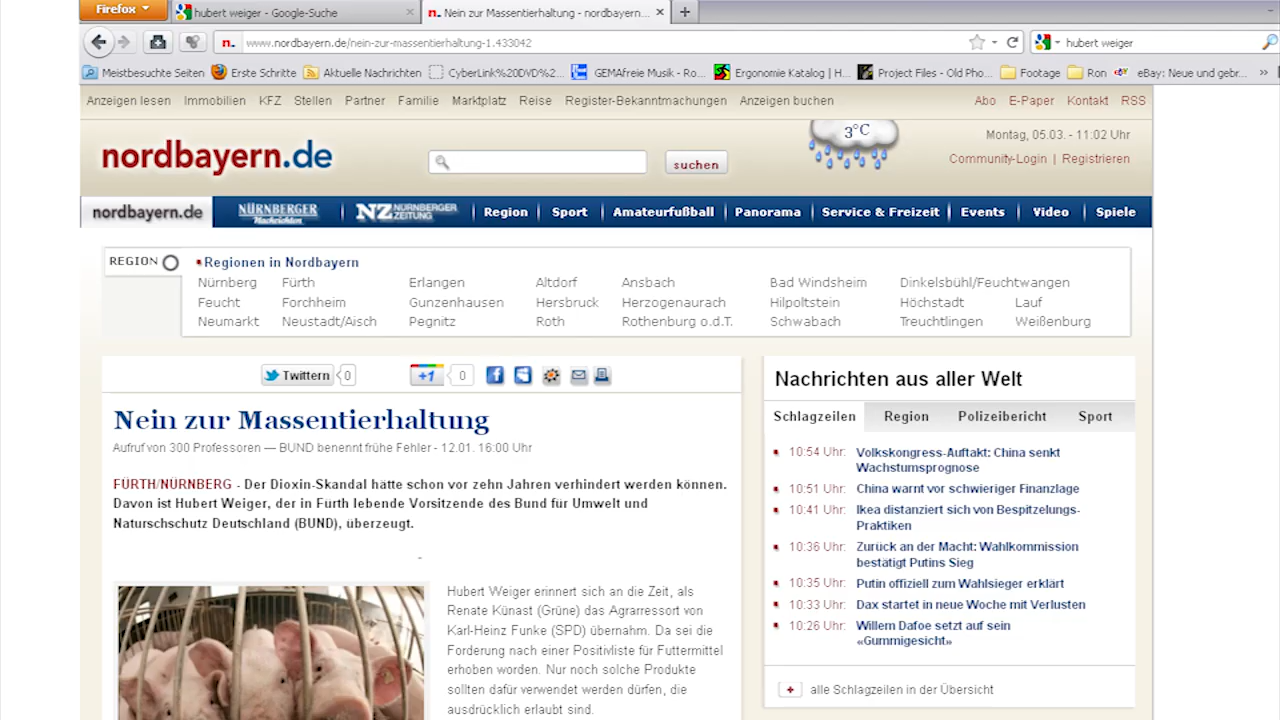 Firefox
hubert weiger - Google-Suche
n. Nein zur Massentierhaltung - nordbayern...
n. www.nordbayern.de/nein-zur-massentierhaltung-1.433042
hubert weiger
Meistbesuchte Seiten Erste Schritte Aktuelle Nachrichten CyberLink%20DVD%2... GEMAfreie Musik - Ro... Ergonomie Katalog | H... Project Files - Old Pho... Footage Ron eBay: Neue und gebr... »
Anzeigen lesen Immobilien KFZ Stellen Partner Familie Marktplatz Reise Register-Bekanntmachungen Anzeigen buchen Abo E-Paper Kontakt RSS
nordbayern.de
suchen
3°C
Montag, 05.03. - 11:02 Uhr
Community-Login | Registrieren
nordbayern.de NÜRNBERGER Nachrichten NZ NÜRNBERGER ZEITUNG Region Sport Amateurfußball Panorama Service & Freizeit Events Video Spiele
REGION
Regionen in Nordbayern
Nürnberg Fürth Erlangen Altdorf Ansbach Bad Windsheim Dinkelsbühl/Feuchtwangen
Feucht Forchheim Gunzenhausen Hersbruck Herzogenaurach Hilpoltstein Höchstadt Lauf
Neumarkt Neustadt/Aisch Pegnitz Roth Rothenburg o.d.T. Schwabach Treuchtlingen Weißenburg
Twittern 0 +1 0
Nein zur Massentierhaltung
Aufruf von 300 Professoren — BUND benennt frühe Fehler - 12.01. 16:00 Uhr
FÜRTH/NÜRNBERG - Der Dioxin-Skandal hätte schon vor zehn Jahren verhindert werden können.
Davon ist Hubert Weiger, der in Fürth lebende Vorsitzende des Bund für Umwelt und
Naturschschutz Deutschland (BUND), überzeugt.
-
Hubert Weiger erinnert sich an die Zeit, als
Renate Künast (Grüne) das Agrarressort von
Karl-Heinz Funke (SPD) übernahm. Da sei die
Forderung nach einer Positivliste für Futtermittel
erhoben worden. Nur noch solche Produkte
sollten dafür verwendet werden dürfen, die
ausdrücklich erlaubt sind.
Nachrichten aus aller Welt
Schlagzeilen Region Polizeibericht Sport
10:54 Uhr: Volkskongress-Auftakt: China senkt
Wachstumsprognose
10:51 Uhr: China warnt vor schwieriger Finanzlage
10:41 Uhr: Ikea distanziert sich von Bespitzelungs-
Praktiken
10:36 Uhr: Zurück an der Macht: Wahlkommission
bestätigt Putins Sieg
10:35 Uhr: Putin offiziell zum Wahlsieger erklärt
10:33 Uhr: Dax startet in neue Woche mit Verlusten
10:26 Uhr: Willem Dafoe setzt auf sein
«Gummigesicht»
+ alle Schlagzeilen in der Übersicht